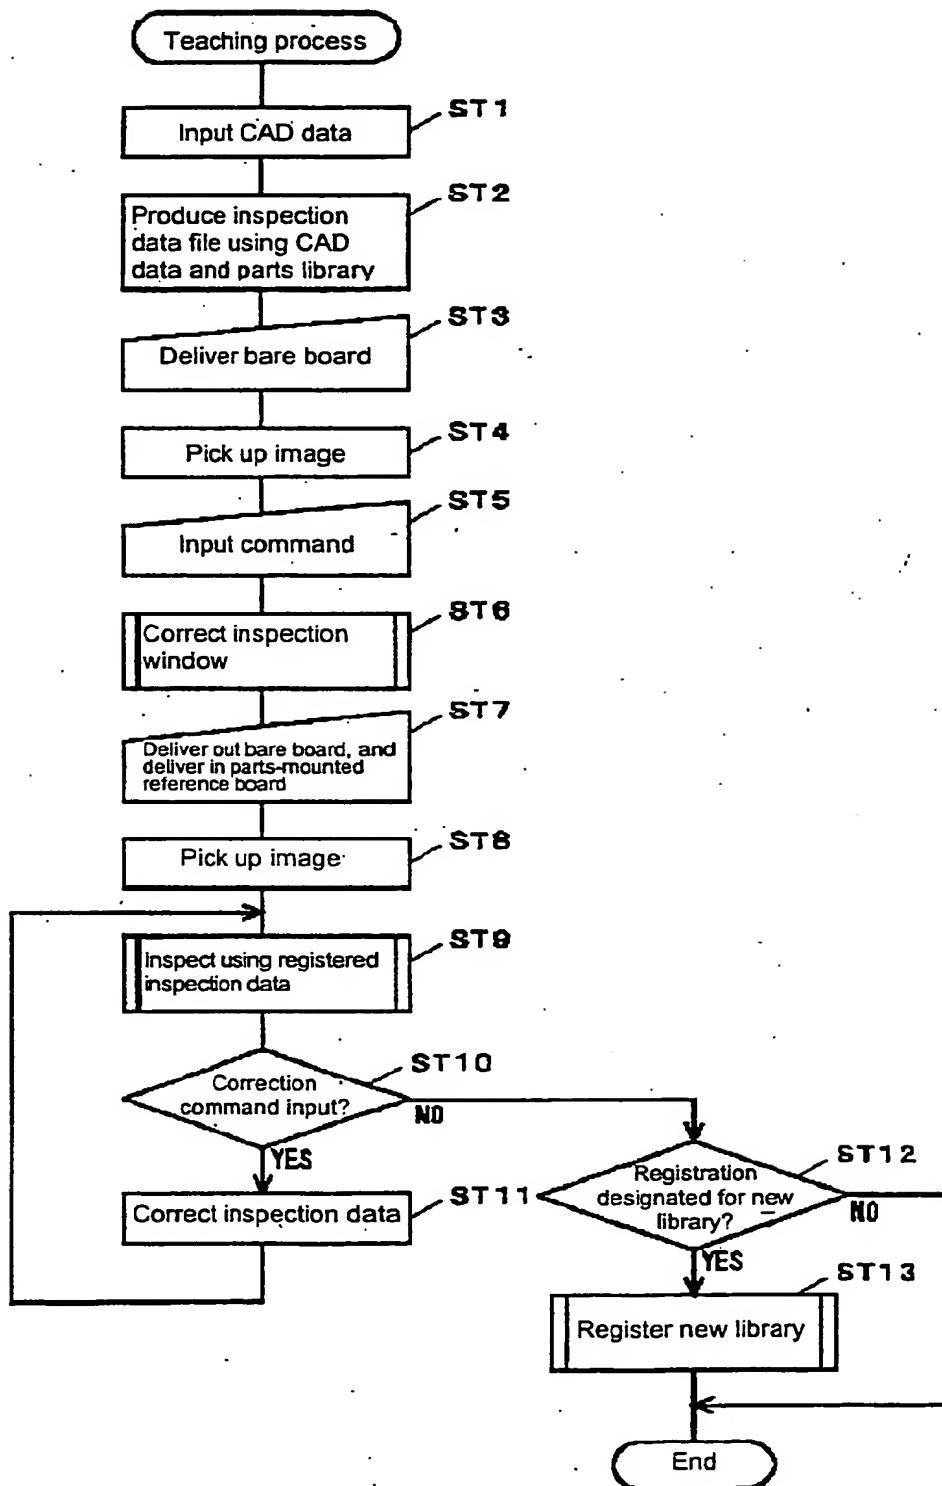 Teaching process
ST1
Input CAD data
ST2
Produce inspection
data file using CAD
data and parts library
ST3
Deliver bare board
ST4
Pick up image
ST5
Input command
ST6
Correct inspection
window
ST7
Deliver out bare board, and
deliver in parts-mounted
reference board
ST8
Pick up image
ST9
Inspect using registered
inspection data
ST10
Correction
command input?
NO
YES
ST11
Correct inspection data
ST12
Registration
designated for new
library?
NO
YES
ST13
Register new library
End